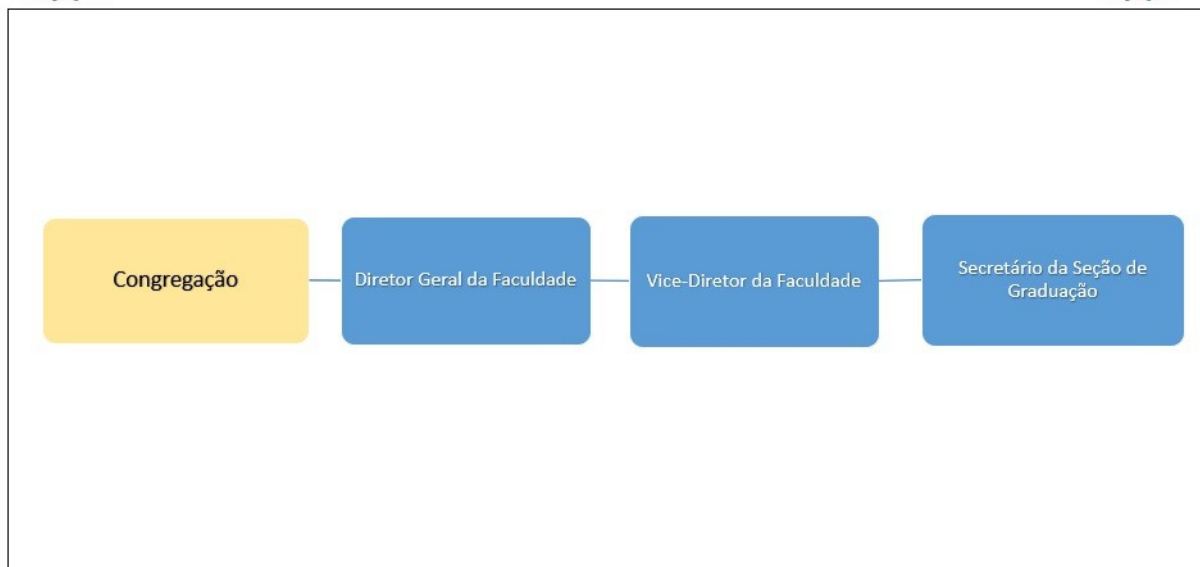 Congregação
Diretor Geral da Faculdade
Vice-Diretor da Faculdade
Secretário da Seção de
Graduação